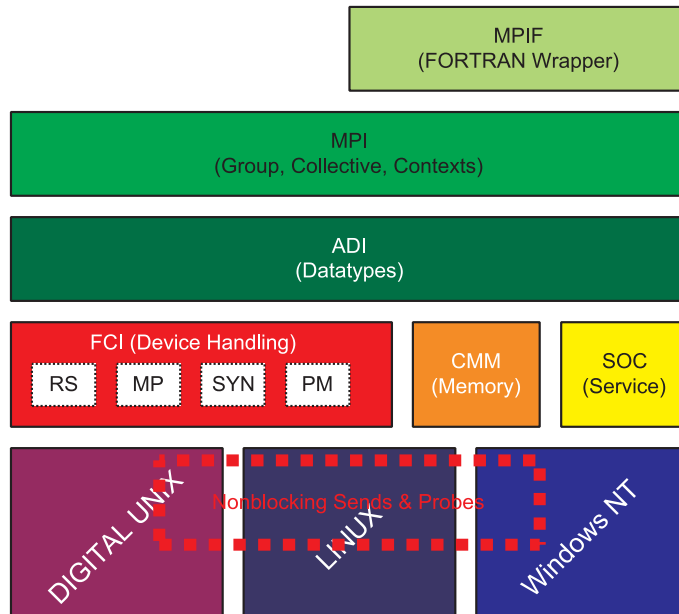 MPIF
(FORTRAN Wrapper)
MPI
(Group, Collective, Contexts)
ADI
(Datatypes)
FCI (Device Handling)
RS
MP
SYN
PM
CMM
(Memory)
SOC
(Service)
DIGITAL UNIX
LINUX
Windows NT
Nonblocking Sends & Probes